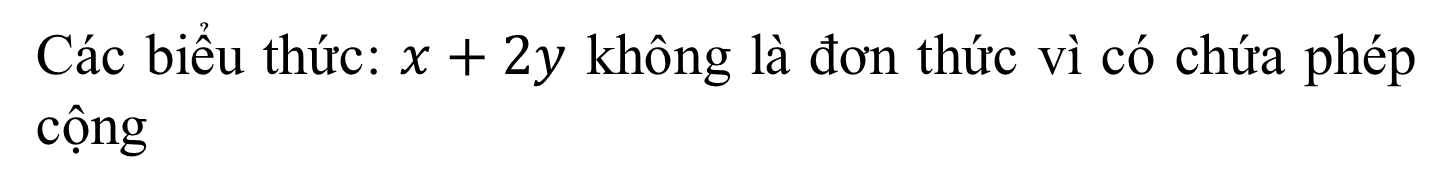 Các biểu thức: x + 2y không là đơn thức vì có chứa phép
cộng